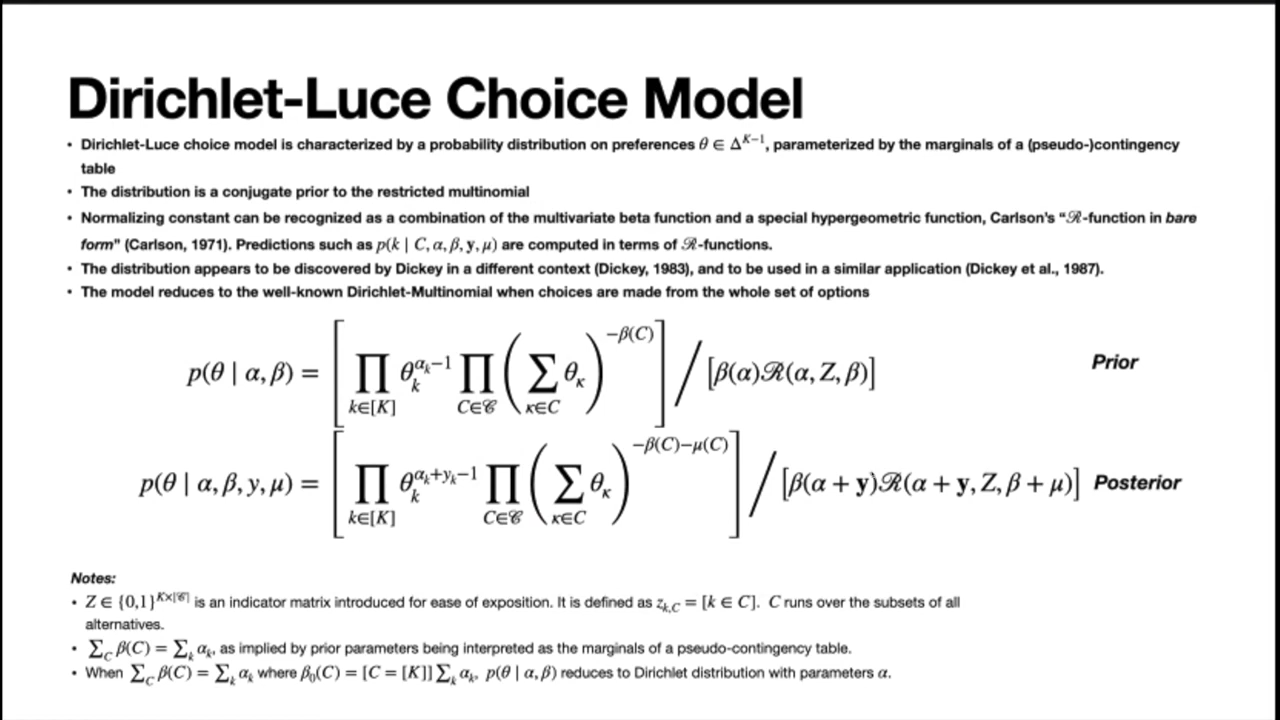 Dirichlet-Luce Choice Model
• Dirichlet-Luce choice model is characterized by a probability distribution on preferences θ ∈ Δ^{K−1}, parameterized by the marginals of a (pseudo-)contingency
table
• The distribution is a conjugate prior to the restricted multinomial
• Normalizing constant can be recognized as a combination of the multivariate beta function and a special hypergeometric function, Carlson's "ℛ-function in bare
form" (Carlson, 1971). Predictions such as p(k | C, α, β, y, μ) are computed in terms of ℛ-functions.
• The distribution appears to be discovered by Dickey in a different context (Dickey, 1983), and to be used in a similar application (Dickey et al., 1987).
• The model reduces to the well-known Dirichlet-Multinomial when choices are made from the whole set of options
p(θ | α, β) = [∏_{k∈[K]} θ_k^{α_k−1} ∏_{C∈𝒞} (∑_{κ∈C} θ_κ)^{−β(C)}] / [β(α)ℛ(α, Z, β)] Prior
p(θ | α, β, y, μ) = [∏_{k∈[K]} θ_k^{α_k+y_k−1} ∏_{C∈𝒞} (∑_{κ∈C} θ_κ)^{−β(C)−μ(C)}] / [β(α + y)ℛ(α + y, Z, β + μ)] Posterior
Notes:
• Z ∈ {0,1}^{K×|𝒞|} is an indicator matrix introduced for ease of exposition. It is defined as z_{k,C} = [k ∈ C]. C runs over the subsets of all
alternatives.
• ∑_C β(C) = ∑_k α_k, as implied by prior parameters being interpreted as the marginals of a pseudo-contingency table.
• When ∑_C β(C) = ∑_k α_k where β_0(C) = [C = [K]] ∑_k α_k, p(θ | α, β) reduces to Dirichlet distribution with parameters α.